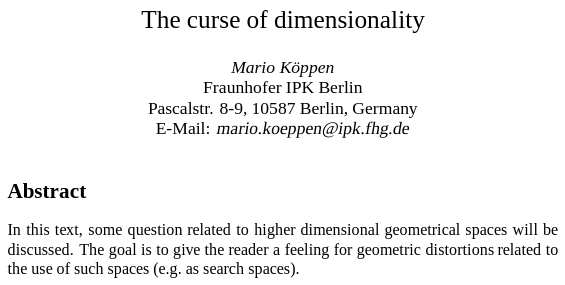 The curse of dimensionality
Mario Köppen
Fraunhofer IPK Berlin
Pascalstr. 8-9, 10587 Berlin, Germany
E-Mail: mario.koeppen@ipk.fhg.de
Abstract
In this text, some question related to higher dimensional geometrical spaces will be
discussed. The goal is to give the reader a feeling for geometric distortions related to
the use of such spaces (e.g. as search spaces).